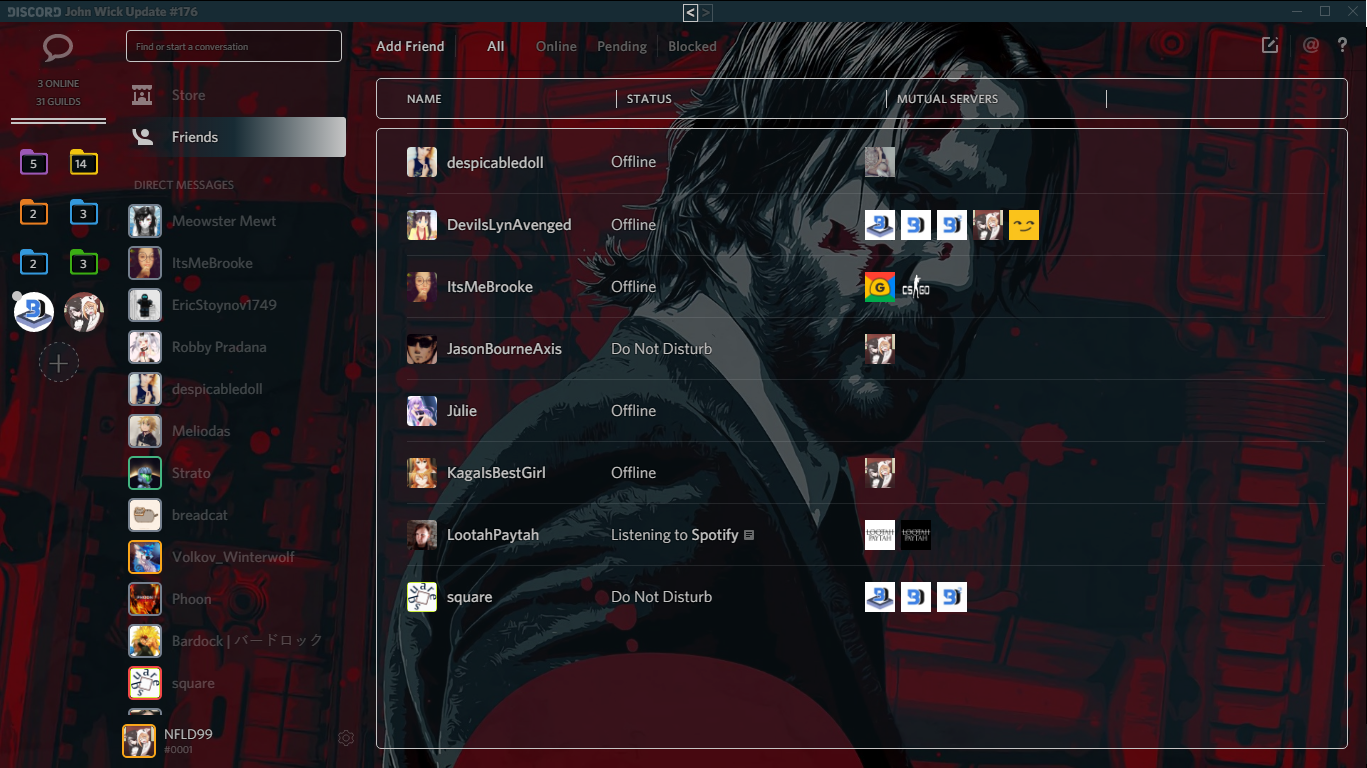 DISCORD John Wick Update #176
< >
3 ONLINE
31 GUILDS
5
14
2
3
2
3
Find or start a conversation
Store
Friends
DIRECT MESSAGES
Meowster Mewt
ItsMeBrooke
EricStoynov1749
Robby Pradana
despicabledoll
Meliodas
Strato
breadcat
Volkov_Winterwolf
Phoon
Bardock | バードロック
square
NFLD99
#0001
Add Friend All Online Pending Blocked
@ ?
NAME STATUS MUTUAL SERVERS
despicabledoll Offline
DevilsLynAvenged Offline
ItsMeBrooke Offline G CS GO
JasonBourneAxis Do Not Disturb
Jùlie Offline
KagaIsBestGirl Offline
LootahPaytah Listening to Spotify LOOTAH PAYTAH LOOTAH PAYTAH
square Do Not Disturb